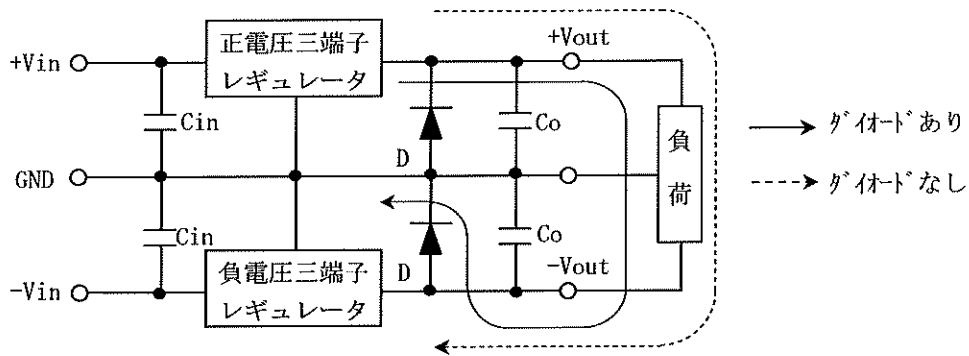 正電圧三端子
レギュレータ
+Vin
+Vout
Cin
Co
D
負
荷
GND
Cin
Co
D
-Vin
-Vout
負電圧三端子
レギュレータ
ダイオードあり
ダイオードなし